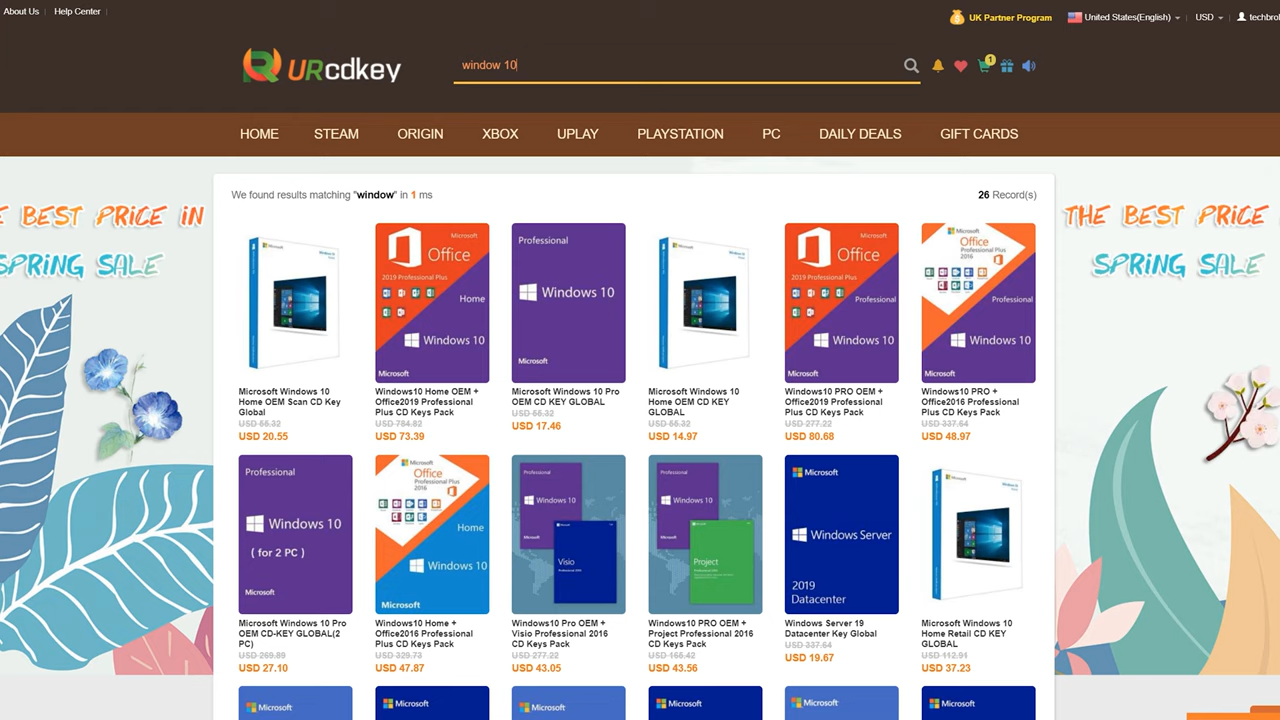 About Us
Help Center
UK Partner Program
United States(English)
USD
URcdkey
window 10
1
HOME
STEAM
ORIGIN
XBOX
UPLAY
PLAYSTATION
PC
DAILY DEALS
GIFT CARDS
BEST PRICE IN
SPRING SALE
THE BEST PRICE
SPRING SALE
We found results matching "window" in 1 ms
26 Record(s)
Microsoft
Office
2019 Professional Plus
Home
Windows 10
Microsoft
Professional
Windows 10
Microsoft
Microsoft
Office
2019 Professional Plus
Professional
Windows 10
Microsoft
Microsoft
Office
Professional Plus
2016
Professional
Windows 10
Microsoft
Microsoft Windows 10
Home OEM Scan CD Key
Global
USD 55.32
USD 20.55
Windows10 Home OEM +
Office2019 Professional
Plus CD Keys Pack
USD 784.82
USD 73.39
Microsoft Windows 10 Pro
OEM CD KEY GLOBAL
USD 55.32
USD 17.46
Microsoft Windows 10
Home OEM CD KEY
GLOBAL
USD 55.32
USD 14.97
Windows10 PRO OEM +
Office2019 Professional
Plus CD Keys Pack
USD 277.22
USD 80.68
Windows10 PRO +
Office2016 Professional
Plus CD Keys Pack
USD 337.64
USD 48.97
Professional
Windows 10
( for 2 PC )
Microsoft
Microsoft
Office
Professional Plus
2016
Home
Windows 10
Microsoft
Professional
Windows 10
Visio
Professional
Windows 10
Project
Microsoft
Windows Server
2019
Datacenter
Microsoft Windows 10 Pro
OEM CD-KEY GLOBAL(2
PC)
USD 269.89
USD 27.10
Windows10 Home +
Office2016 Professional
Plus CD Keys Pack
USD 329.73
USD 47.87
Windows10 Pro OEM +
Visio Professional 2016
CD Keys Pack
USD 277.22
USD 43.05
Windows10 PRO OEM +
Project Professional 2016
CD Keys Pack
USD 168.42
USD 43.56
Windows Server 19
Datacenter Key Global
USD 337.64
USD 19.67
Microsoft Windows 10
Home Retail CD KEY
GLOBAL
USD 112.91
USD 37.23
Microsoft
Microsoft
Microsoft
Microsoft
Microsoft
Microsoft